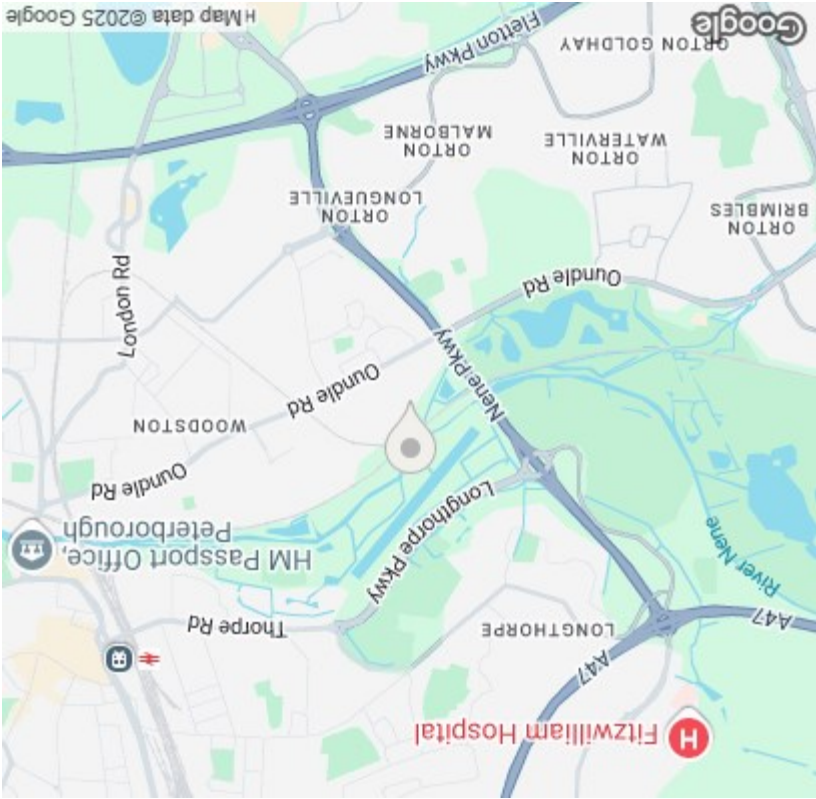 Fitzwilliam Hospital
A47
A47
LONGTHORPE
Thorpe Rd
River Nene
HM Passport Office,
Peterborough
Longthorpe Pkwy
Oundle Rd
WOODSTON
Nene Pkwy
Oundle Rd
Oundle Rd
London Rd
ORTON
BRIMBLES
ORTON
LONGUEVILLE
ORTON
WATERVILLE
ORTON
MALBORNE
ORTON GOLDHAY
Fletton Pkwy
Google
Map data ©2025 Google